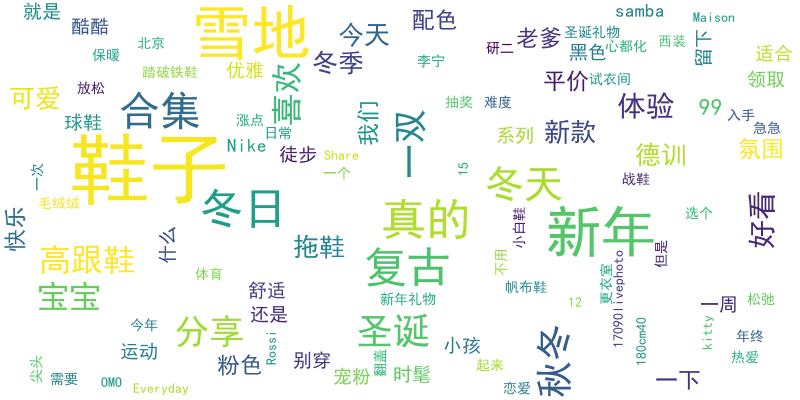 就是
酷酷
雪地
今天
配色
samba
Maison
老爹
圣诞礼物
黑色
心都化
西装
留下
适合
保暖
北京
踏破铁鞋
优雅
冬季
李宁
研二
领取
可爱
放松
喜欢
平价
试衣间
合集
涨点
我们
一双
抽奖
难度
体验
99
入手
球鞋
日常
系列
新款
急急
鞋子
Nike
徒步
Share
德训
氛围
一次
一个
15
冬天
战鞋
毛绒绒
冬日
真的
小白鞋
新年
选个
好看
快乐
什么
拖鞋
复古
不用
但是
高跟鞋
体育
更衣室
17090livephoto
宝宝
舒适
新年礼物
帆布鞋
12
松弛
还是
一周
今年
分享
Rossi
圣诞
180cm40
kitty
年终
运动
小孩
秋冬
热爱
尖头
粉色
别穿
翻盖
起来
需要
OMO
Everyday
宠粉
时髦
恋爱
一下